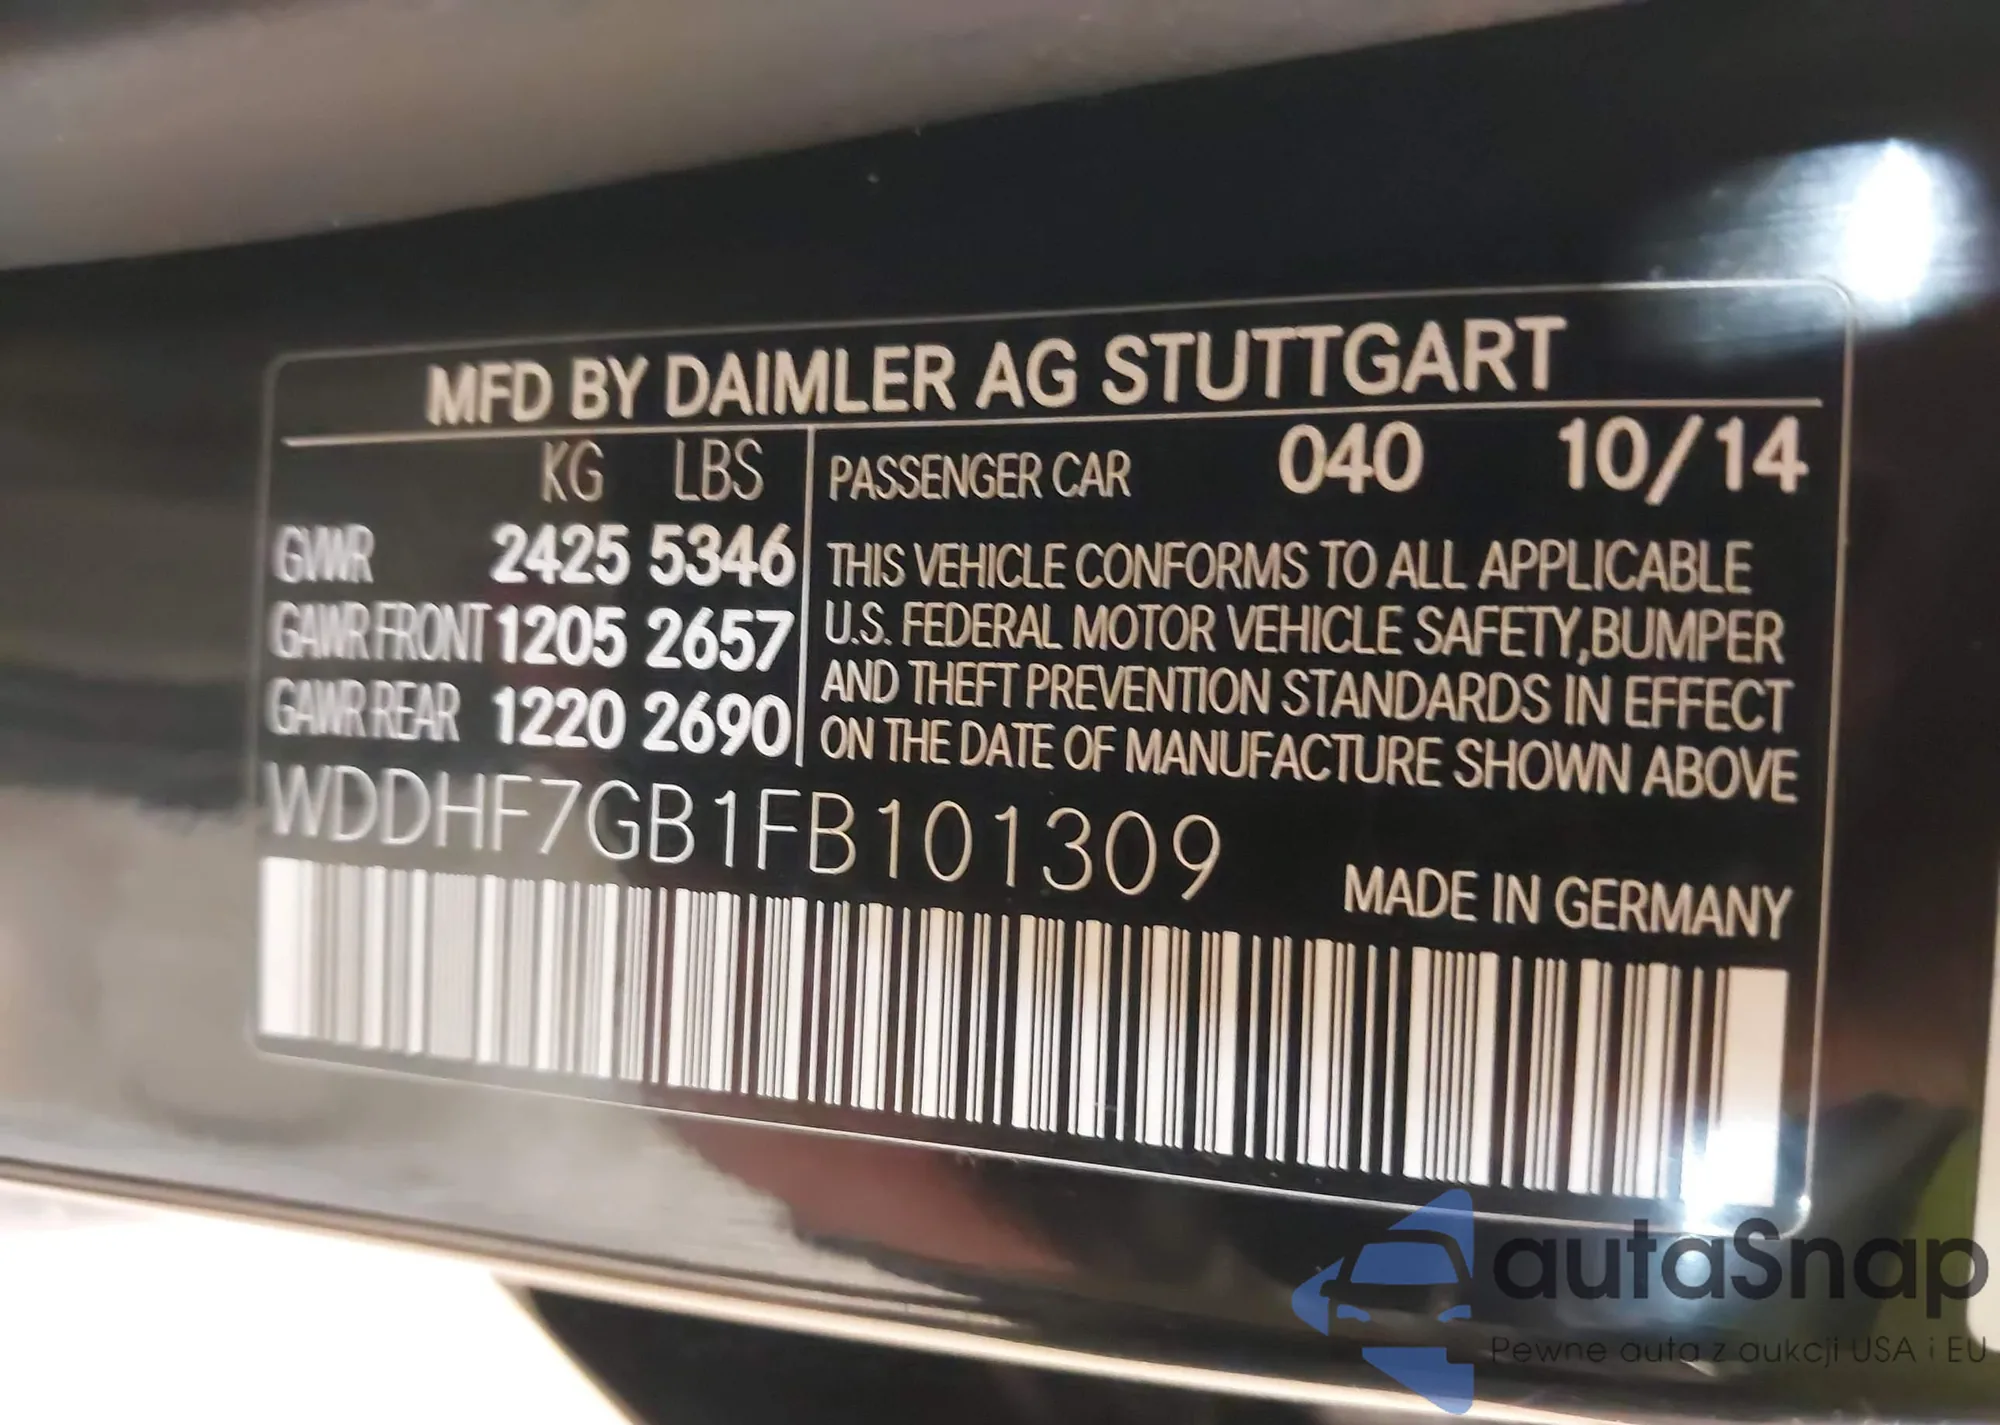 MFD BY DAIMLER AG STUTTGART
KG LBS
GVWR 2425 5346
GAWR FRONT 1205 2657
GAWR REAR 1220 2690
PASSENGER CAR 040 10/14
THIS VEHICLE CONFORMS TO ALL APPLICABLE
U.S. FEDERAL MOTOR VEHICLE SAFETY,BUMPER
AND THEFT PREVENTION STANDARDS IN EFFECT
ON THE DATE OF MANUFACTURE SHOWN ABOVE
WDDHF7GB1FB101309
MADE IN GERMANY
autaSnap
Pewne auta z aukcji USA i EU